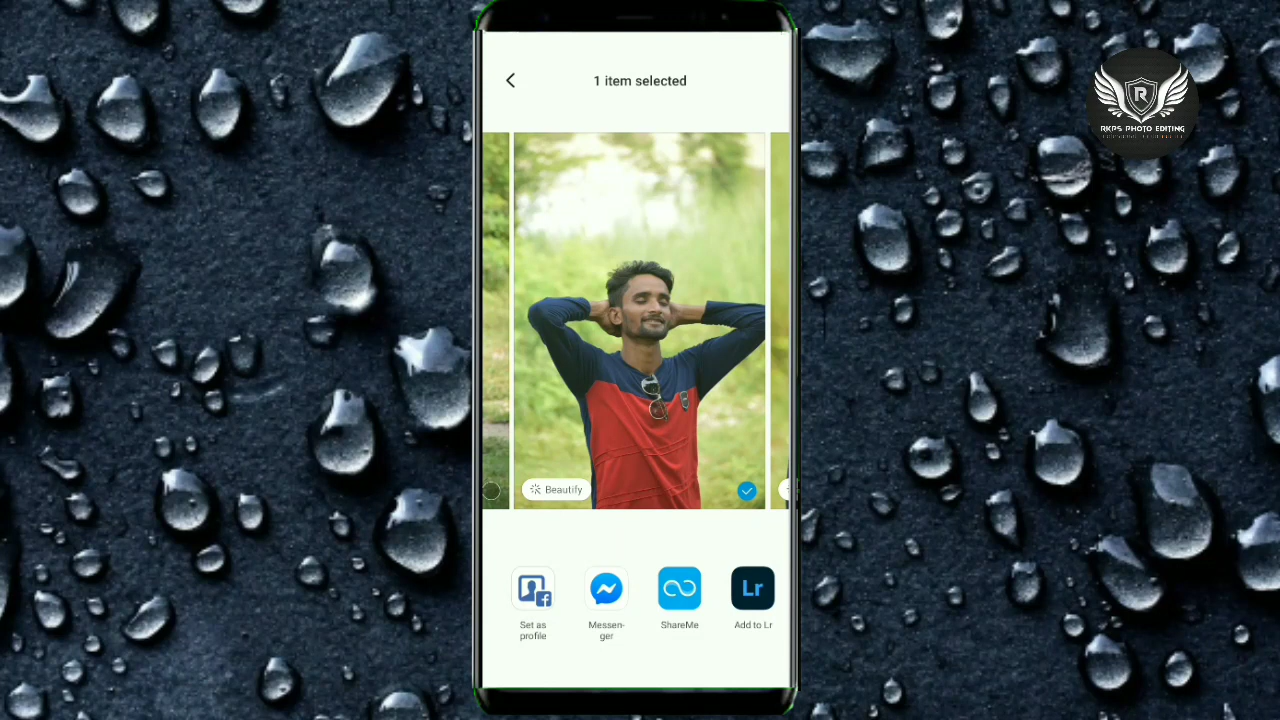 1 item selected
R
RKPS PHOTO EDITING
Beautify
Set as
profile
Messen-
ger
ShareMe
Lr
Add to Lr